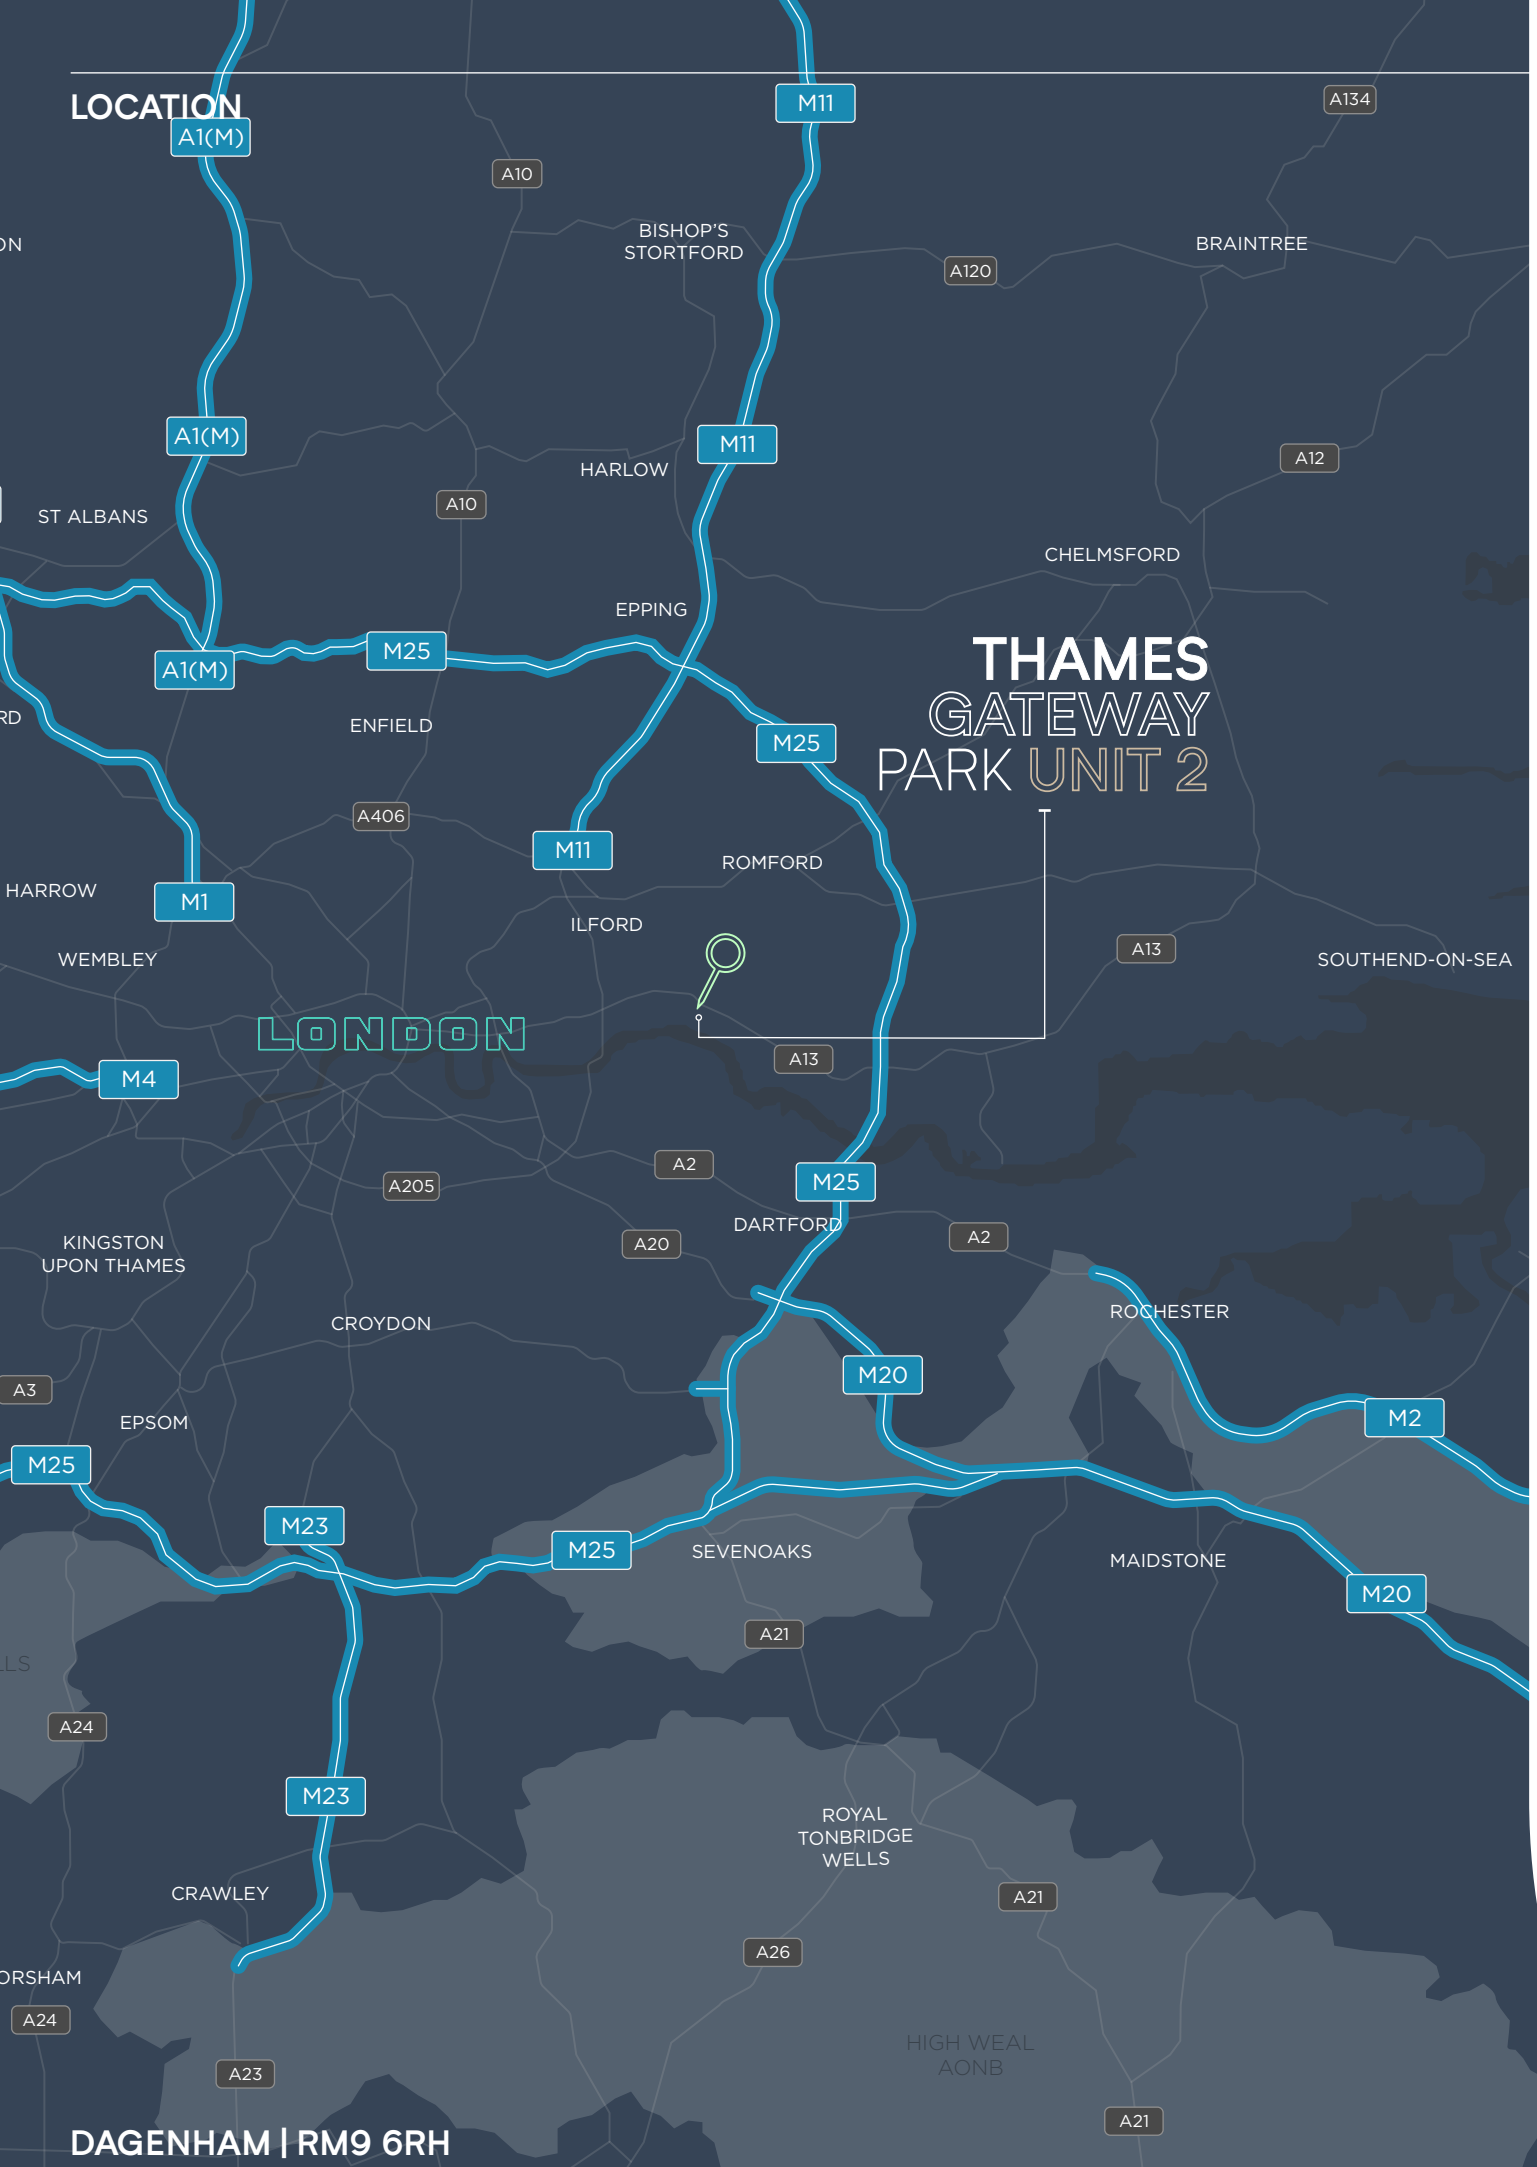 LOCATION
M11
A134
A1(M)
A10
BISHOP'S
STORTFORD
ON
BRAINTREE
A120
A1(M)
M11
A12
HARLOW
A10
ST ALBANS
CHELMSFORD
EPPING
M25
A1(M)
THAMES
GATEWAY
PARK UNIT 2
RD
ENFIELD
M25
A406
M11
ROMFORD
HARROW
M1
ILFORD
A13
WEMBLEY
SOUTHEND-ON-SEA
LONDON
A13
M4
A2
M25
A205
DARTFORD
A2
A20
KINGSTON
UPON THAMES
ROCHESTER
CROYDON
M20
A3
M2
EPSOM
M25
M23
M25
SEVENOAKS
MAIDSTONE
M20
A21
LLS
A24
M23
ROYAL
TONBRIDGE
WELLS
CRAWLEY
A21
A26
ORSHAM
A24
HIGH WEAL
AONB
A23
A21
DAGENHAM | RM9 6RH